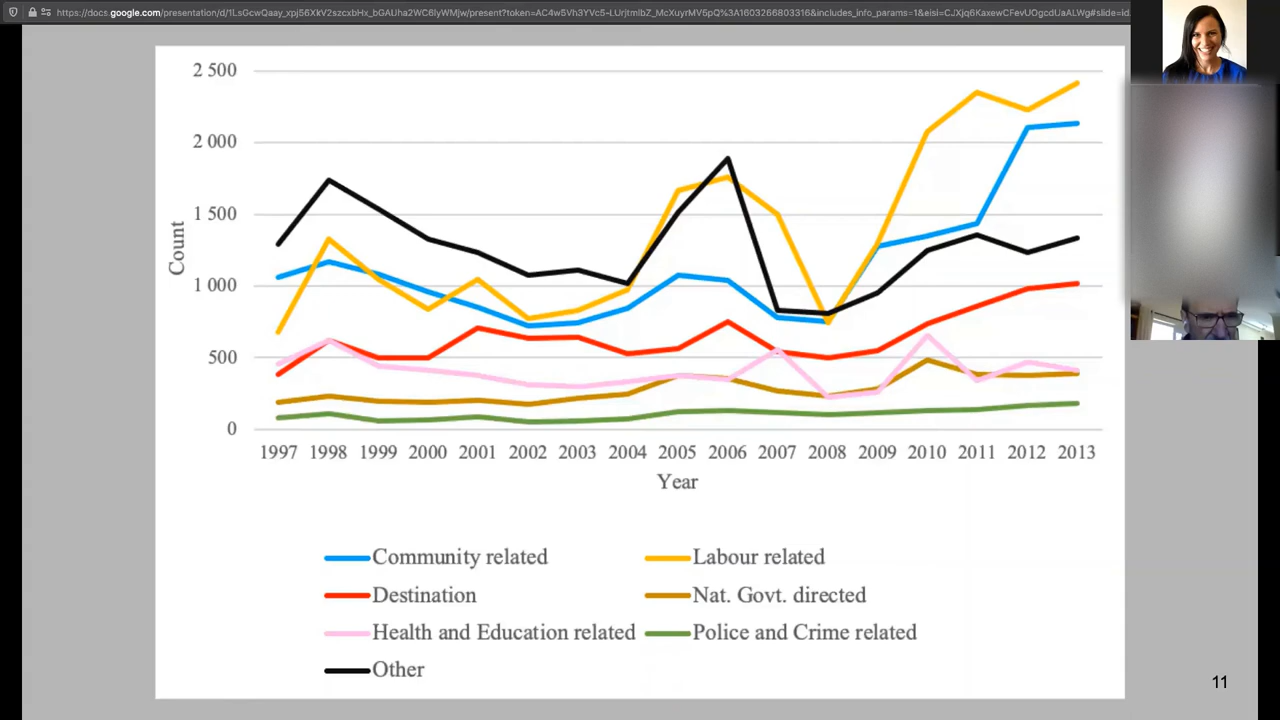 https://docs.google.com/presentation/d/1LsGcwQaay_xpj56XkV2szcxbHx_bGAUha2WC6lyWMjw/present?token=AC4w5Vh3YVc5-LUrjtmlbZ_McXuyrMV5pQ%3A1603266803316&includes_info_params=1&eisi=CJXjq6KaxewCFevUOgcdUaALWg#slide=id.
2 500
2 000
1 500
1 000
500
0
Count
1997 1998 1999 2000 2001 2002 2003 2004 2005 2006 2007 2008 2009 2010 2011 2012 2013
Year
Community related Labour related
Destination Nat. Govt. directed
Health and Education related Police and Crime related
Other
11